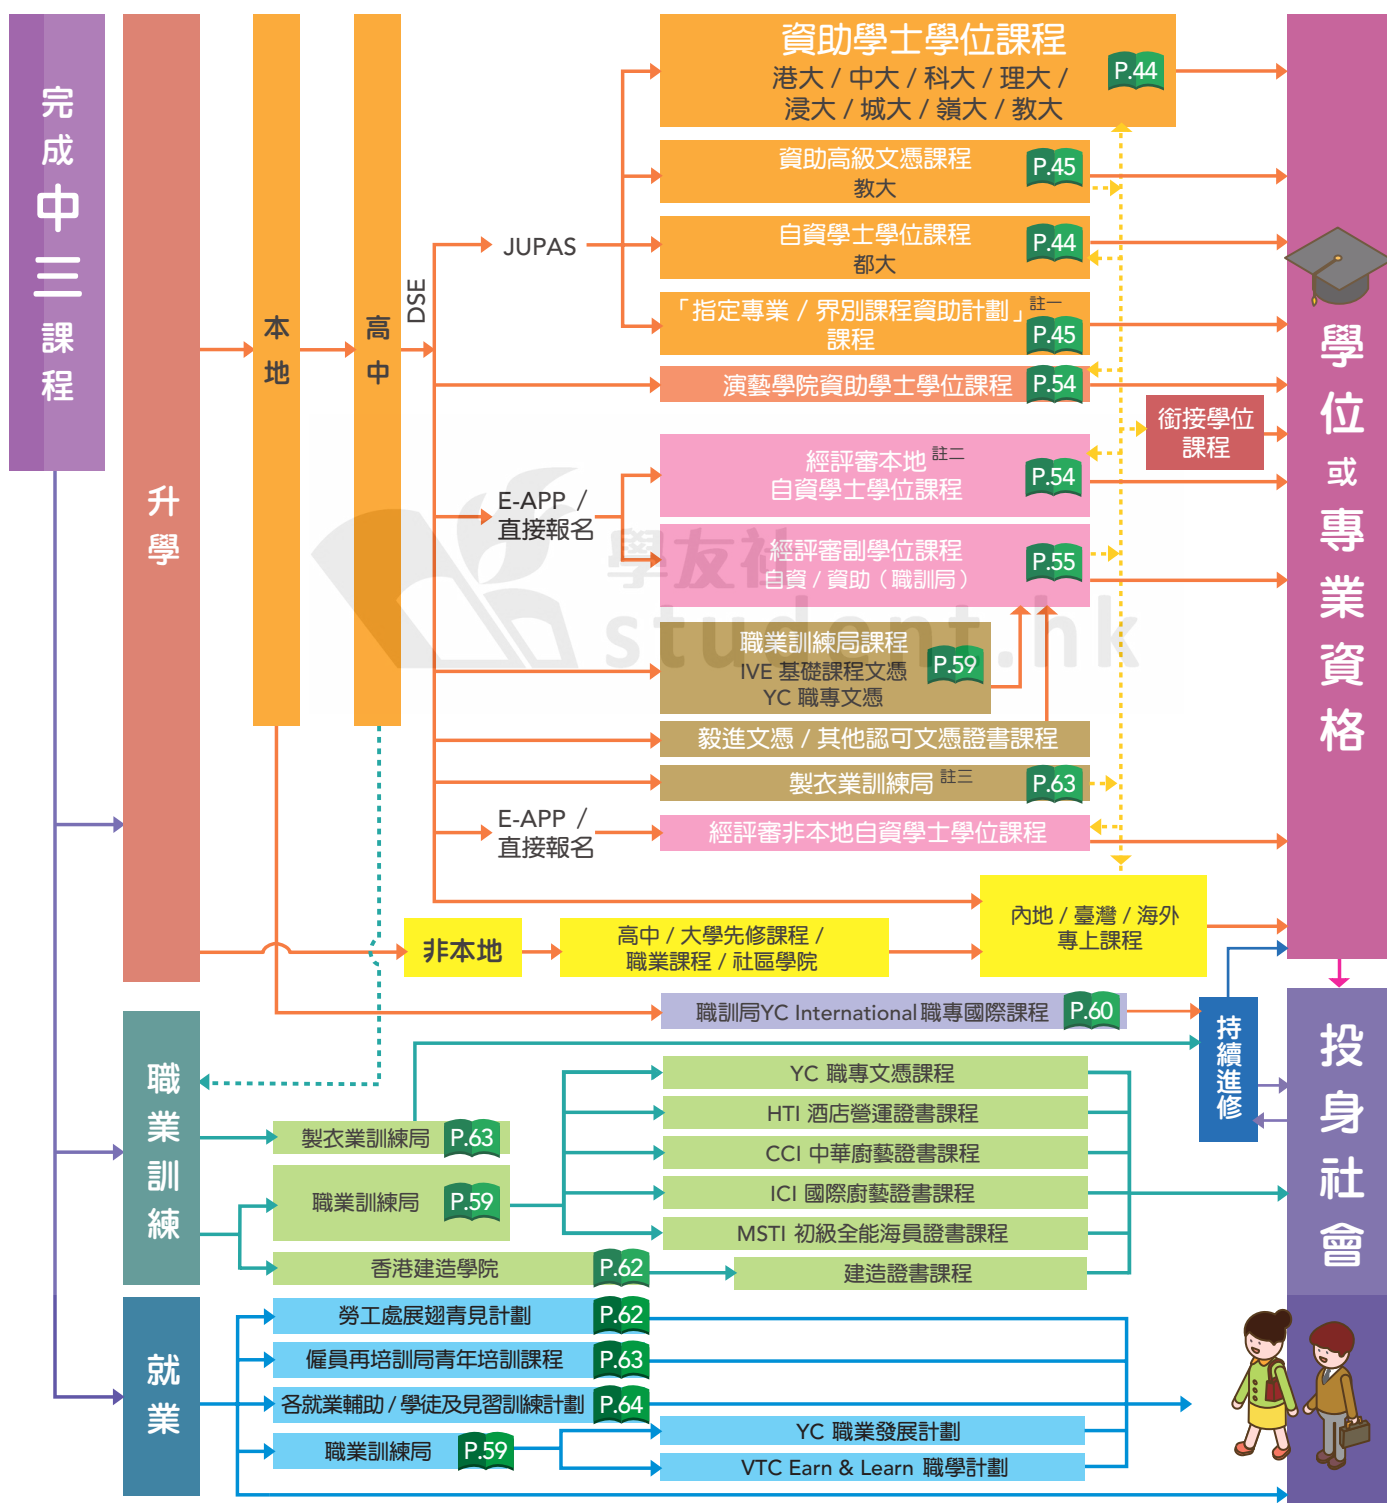 完成中三課程
升學
本地
高中
DSE
JUPAS
資助學士學位課程
港大 / 中大 / 科大 / 理大 /
浸大 / 城大 / 嶺大 / 教大
P.44
資助高級文憑課程
教大
P.45
自資學士學位課程
都大
P.44
「指定專業 / 界別課程資助計劃」註一
課程
P.45
演藝學院資助學士學位課程
P.54
銜接學位
課程
E-APP /
直接報名
經評審本地 註二
自資學士學位課程
P.54
經評審副學位課程
自資 / 資助（職訓局）
P.55
學友社
student.hk
職業訓練局課程
IVE 基礎課程文憑
YC 職專文憑
P.59
毅進文憑 / 其他認可文憑證書課程
製衣業訓練局 註三
P.63
E-APP /
直接報名
經評審非本地自資學士學位課程
非本地
高中 / 大學先修課程 /
職業課程 / 社區學院
內地 / 臺灣 / 海外
專上課程
學位或專業資格
職訓局YC International 職專國際課程
P.60
持續進修
投身社會
職業訓練
製衣業訓練局
P.63
職業訓練局
P.59
YC 職專文憑課程
HTI 酒店營運證書課程
CCI 中華廚藝證書課程
ICI 國際廚藝證書課程
MSTI 初級全能海員證書課程
香港建造學院
P.62
建造證書課程
就業
勞工處展翅青見計劃
P.62
僱員再培訓局青年培訓課程
P.63
各就業輔助 / 學徒及見習訓練計劃
P.64
職業訓練局
P.59
YC 職業發展計劃
VTC Earn & Learn 職學計劃